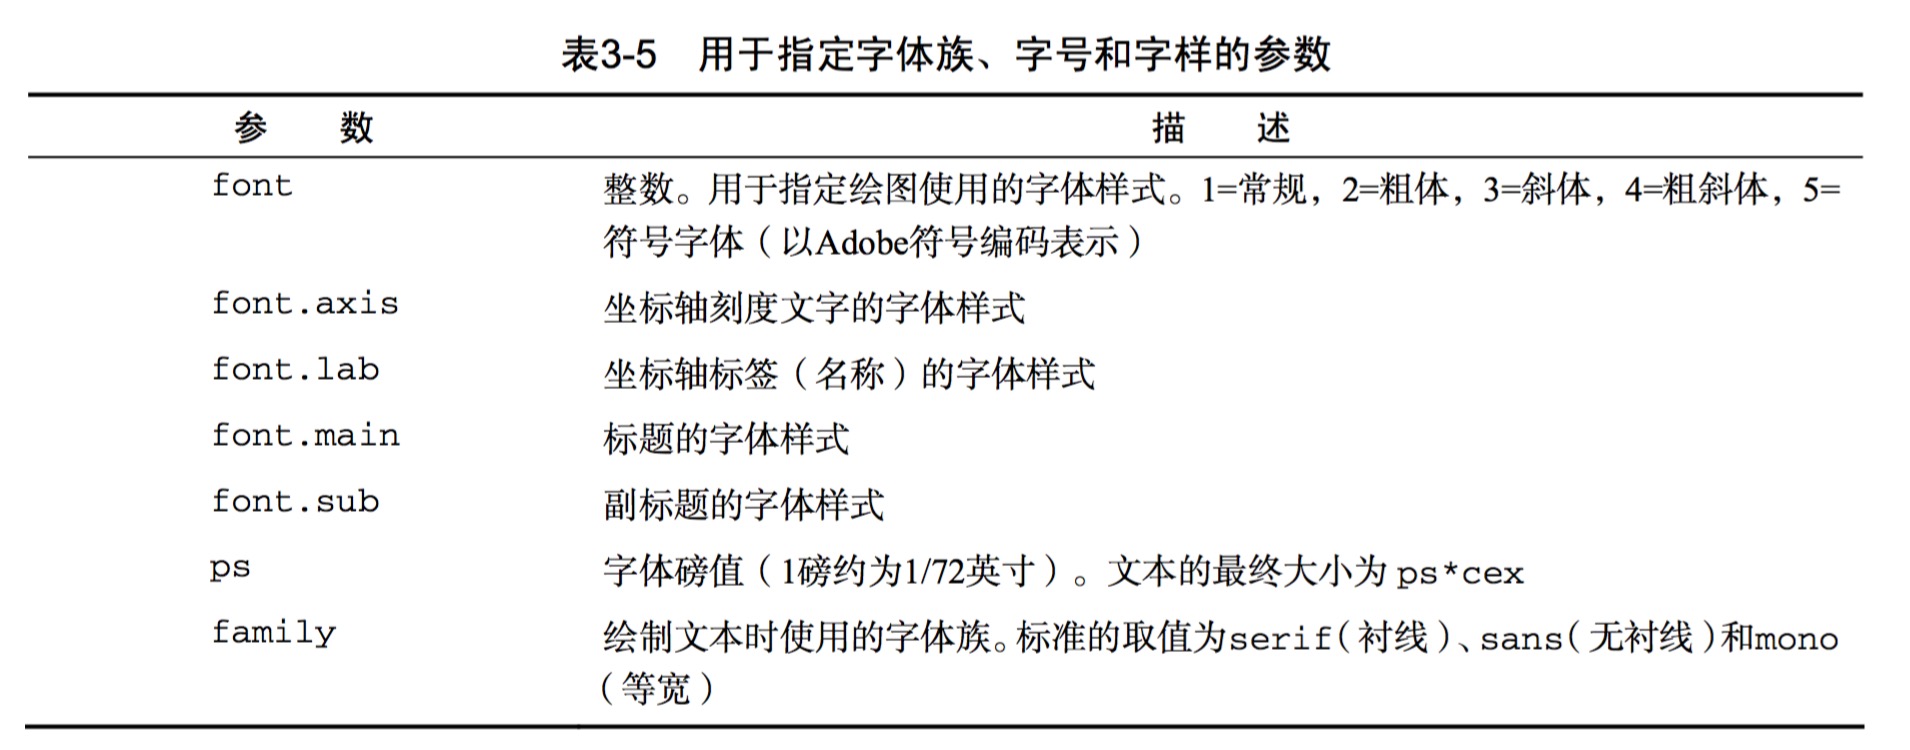 表3-5 用于指定字体族、字号和字样的参数
参 数 描 述
font 整数。用于指定绘图使用的字体样式。1=常规，2=粗体，3=斜体，4=粗斜体，5=
符号字体（以Adobe符号编码表示）
font.axis 坐标轴刻度文字的字体样式
font.lab 坐标轴标签（名称）的字体样式
font.main 标题的字体样式
font.sub 副标题的字体样式
ps 字体磅值（1磅约为1/72英寸）。文本的最终大小为 ps*cex
family 绘制文本时使用的字体族。标准的取值为serif（衬线）、sans（无衬线）和mono
（等宽）